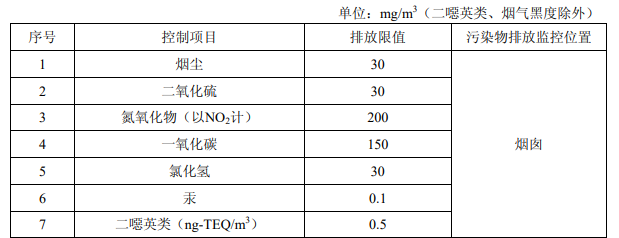 单位：mg/m³（二噁英类、烟气黑度除外）
序号 控制项目 排放限值 污染物排放监控位置
1 烟尘 30 烟囱
2 二氧化硫 30
3 氮氧化物（以NO₂计） 200
4 一氧化碳 150
5 氯化氢 30
6 汞 0.1
7 二噁英类（ng-TEQ/m³） 0.5